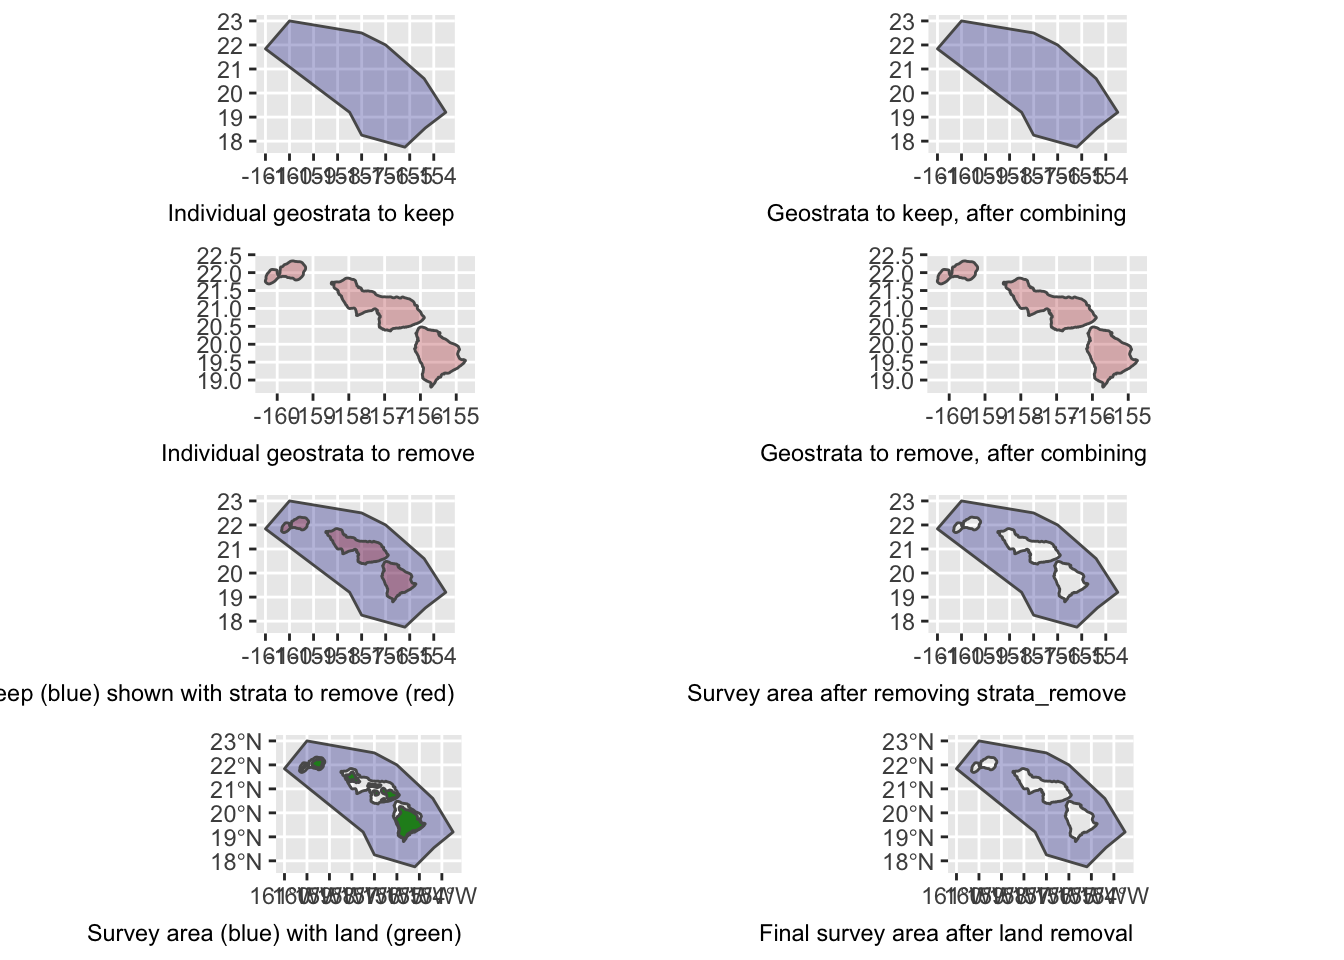 23
22
21
20
19
18
Individual geostrata to keep
23
22
21
20
19
18
Geostrata to keep, after combining
22.5
22.0
21.5
21.0
20.5
20.0
19.5
19.0
Individual geostrata to remove
22.5
22.0
21.5
21.0
20.5
20.0
19.5
19.0
Geostrata to remove, after combining
23
22
21
20
19
18
(blue) shown with strata to remove (red)
23
22
21
20
19
18
Survey area after removing strata_remove
23°N
22°N
21°N
20°N
19°N
18°N
Survey area (blue) with land (green)
23°N
22°N
21°N
20°N
19°N
18°N
Final survey area after land removal